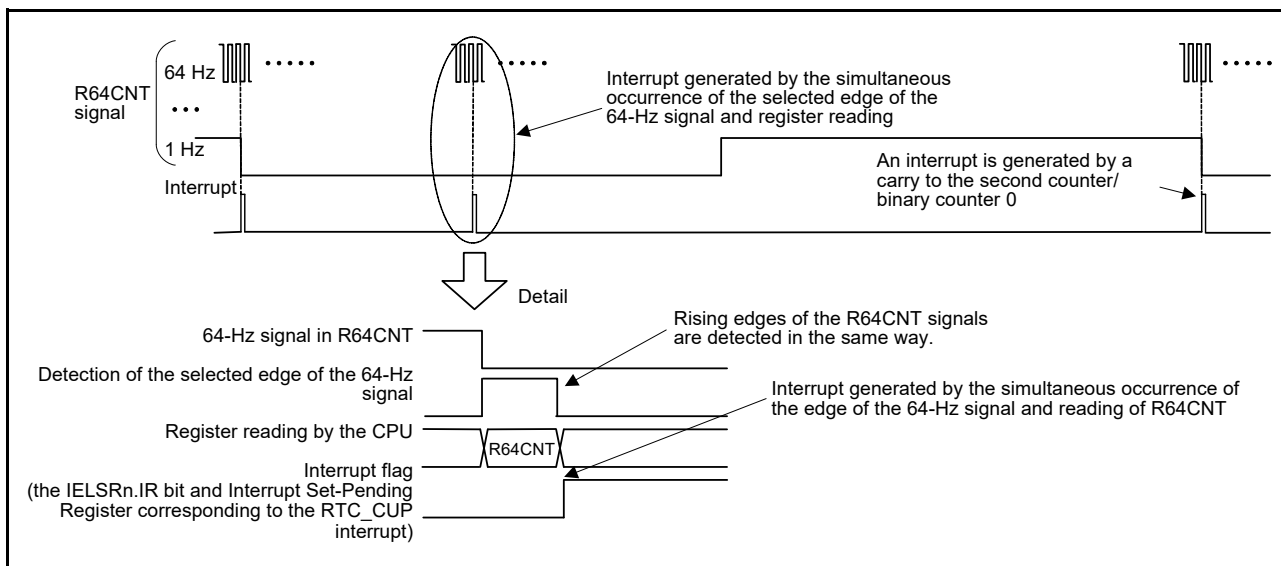 64 Hz
R64CNT
signal
1 Hz
Interrupt
Interrupt generated by the simultaneous
occurrence of the selected edge of the
64-Hz signal and register reading
An interrupt is generated by a
carry to the second counter/
binary counter 0
Detail
64-Hz signal in R64CNT
Rising edges of the R64CNT signals
are detected in the same way.
Detection of the selected edge of the 64-Hz
signal
Interrupt generated by the simultaneous occurrence of
the edge of the 64-Hz signal and reading of R64CNT
Register reading by the CPU
R64CNT
Interrupt flag
(the IELSRn.IR bit and Interrupt Set-Pending
Register corresponding to the RTC_CUP
interrupt)